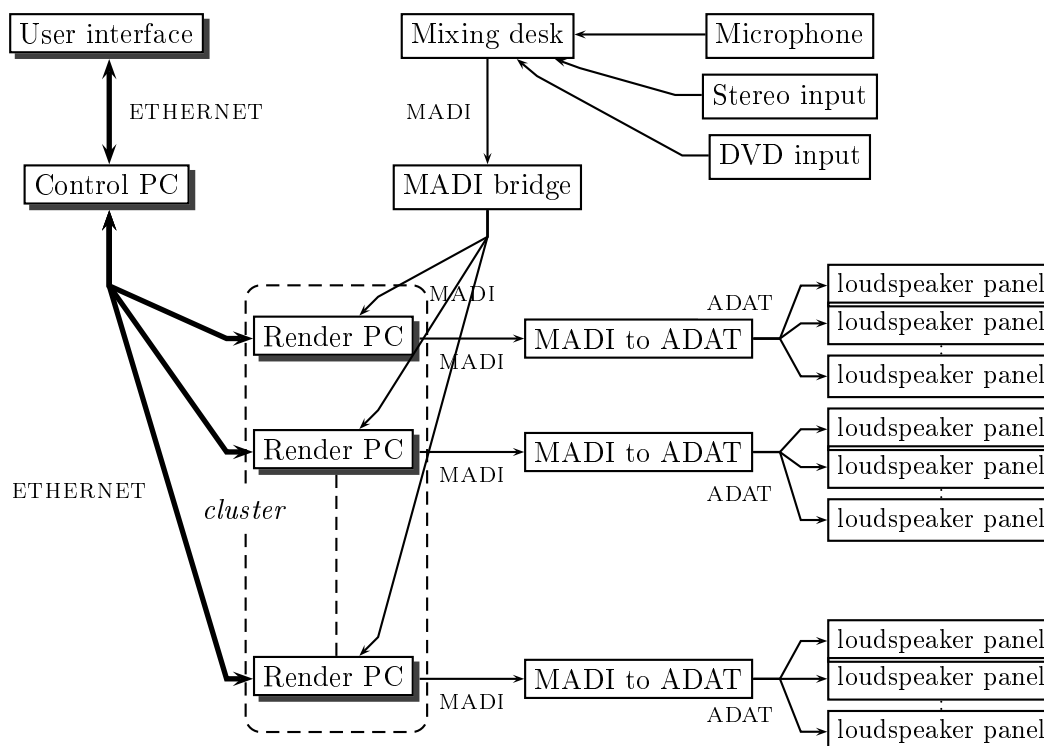 User interface
Mixing desk
Microphone
Stereo input
DVD input
ETHERNET
MADI
Control PC
MADI bridge
MADI
Render PC
MADI
MADI to ADAT
ADAT
loudspeaker panel
loudspeaker panel
loudspeaker panel
Render PC
MADI
MADI to ADAT
ADAT
loudspeaker panel
loudspeaker panel
loudspeaker panel
ETHERNET
cluster
Render PC
MADI
MADI to ADAT
ADAT
loudspeaker panel
loudspeaker panel
loudspeaker panel